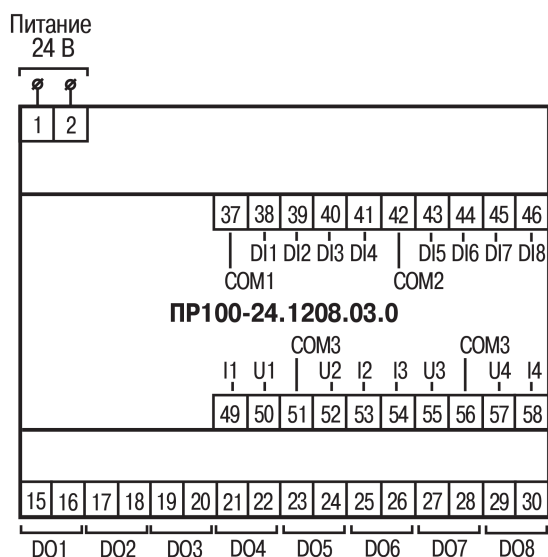 Питание
24 В
1 2
37 38 39 40 41 42 43 44 45 46
DI1 DI2 DI3 DI4 DI5 DI6 DI7 DI8
COM1 COM2
ПР100-24.1208.03.0
COM3 COM3
I1 U1 U2 I2 I3 U3 U4 I4
49 50 51 52 53 54 55 56 57 58
15 16 17 18 19 20 21 22 23 24 25 26 27 28 29 30
DO1 DO2 DO3 DO4 DO5 DO6 DO7 DO8